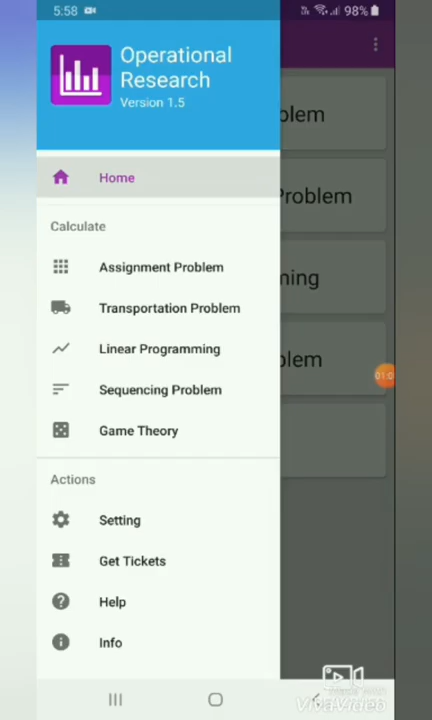 5:58
98%
Operational
Research
Version 1.5
Home
Calculate
Assignment Problem
Transportation Problem
Linear Programming
Sequencing Problem
Game Theory
Actions
Setting
Get Tickets
Help
Info
blem
Problem
ming
blem
VivaVideo